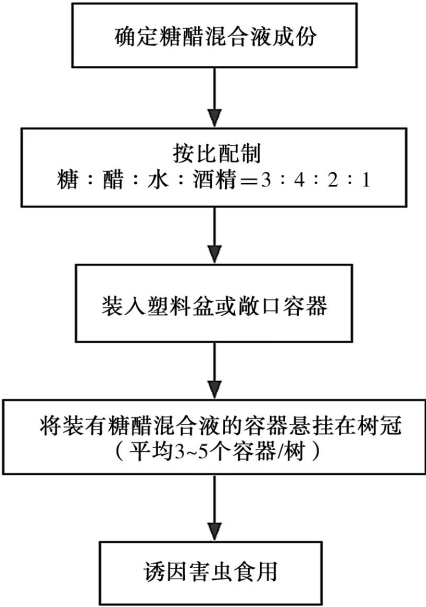 确定糖醋混合液成份
按比配制
糖：醋：水：酒精＝3：4：2：1
装入塑料盆或敞口容器
将装有糖醋混合液的容器悬挂在树冠
（平均3~5个容器/树）
诱因害虫食用